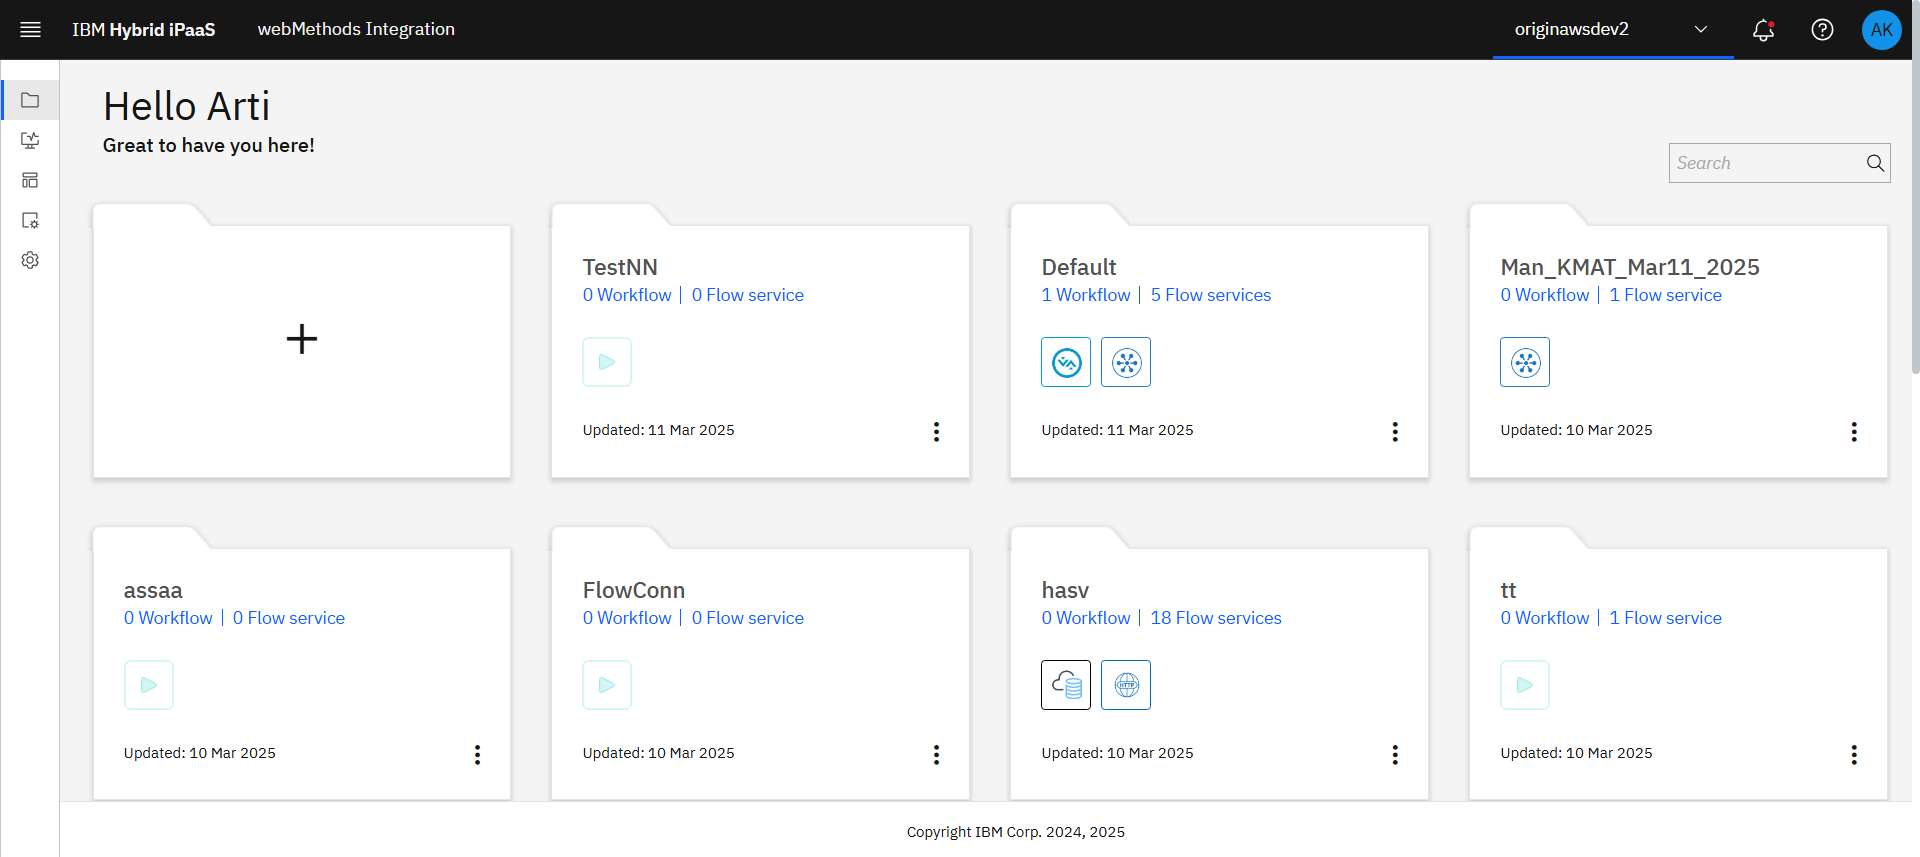 IBM Hybrid iPaaS webMethods Integration originawsdev2 AK
Hello Arti
Great to have you here!
Search
TestNN
0 Workflow | 0 Flow service
Updated: 11 Mar 2025
Default
1 Workflow | 5 Flow services
Updated: 11 Mar 2025
Man_KMAT_Mar11_2025
0 Workflow | 1 Flow service
Updated: 10 Mar 2025
assaa
0 Workflow | 0 Flow service
Updated: 10 Mar 2025
FlowConn
0 Workflow | 0 Flow service
Updated: 10 Mar 2025
hasv
0 Workflow | 18 Flow services
HTTP
Updated: 10 Mar 2025
tt
0 Workflow | 1 Flow service
Updated: 10 Mar 2025
Copyright IBM Corp. 2024, 2025